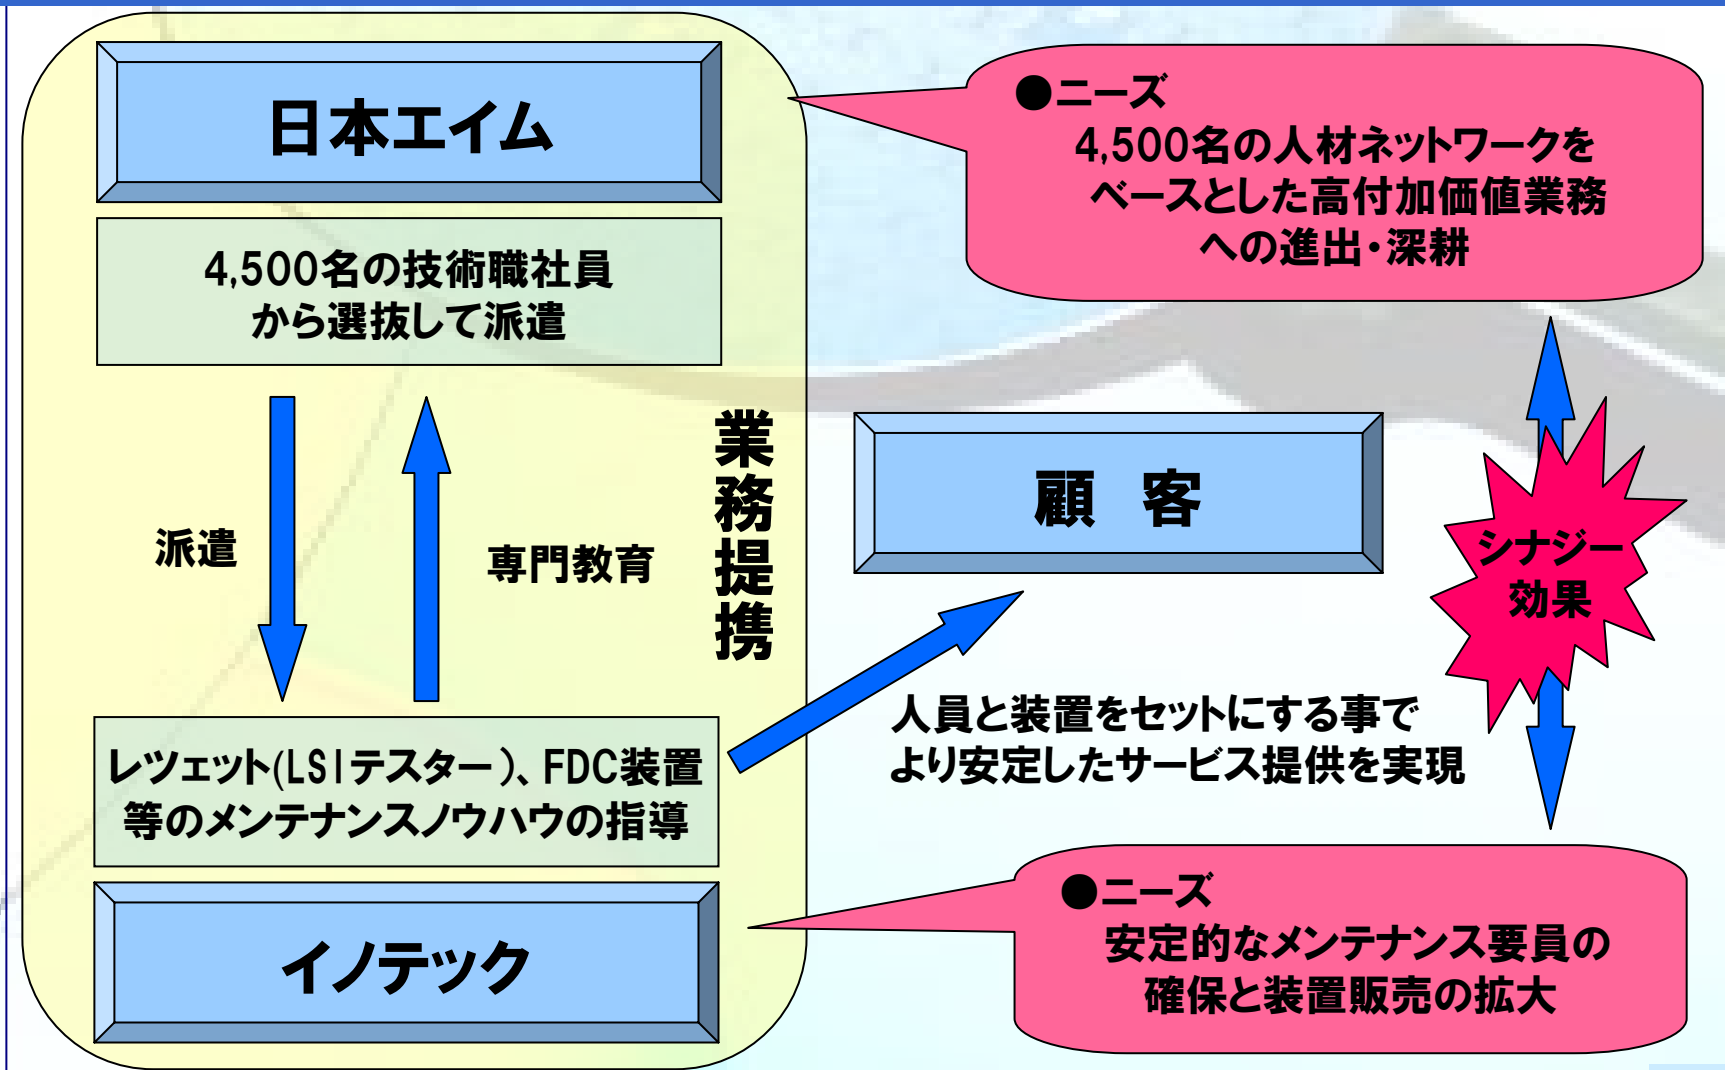 日本エイム
4,500名の技術職社員
から選抜して派遣
派遣
専門教育
業務提携
レツェット(LSIテスター)、FDC装置
等のメンテナンスノウハウの指導
イノテック
●ニーズ
4,500名の人材ネットワークを
ベースとした高付加価値業務
への進出・深耕
顧 客
シナジー
効果
人員と装置をセットにする事で
より安定したサービス提供を実現
●ニーズ
安定的なメンテナンス要員の
確保と装置販売の拡大